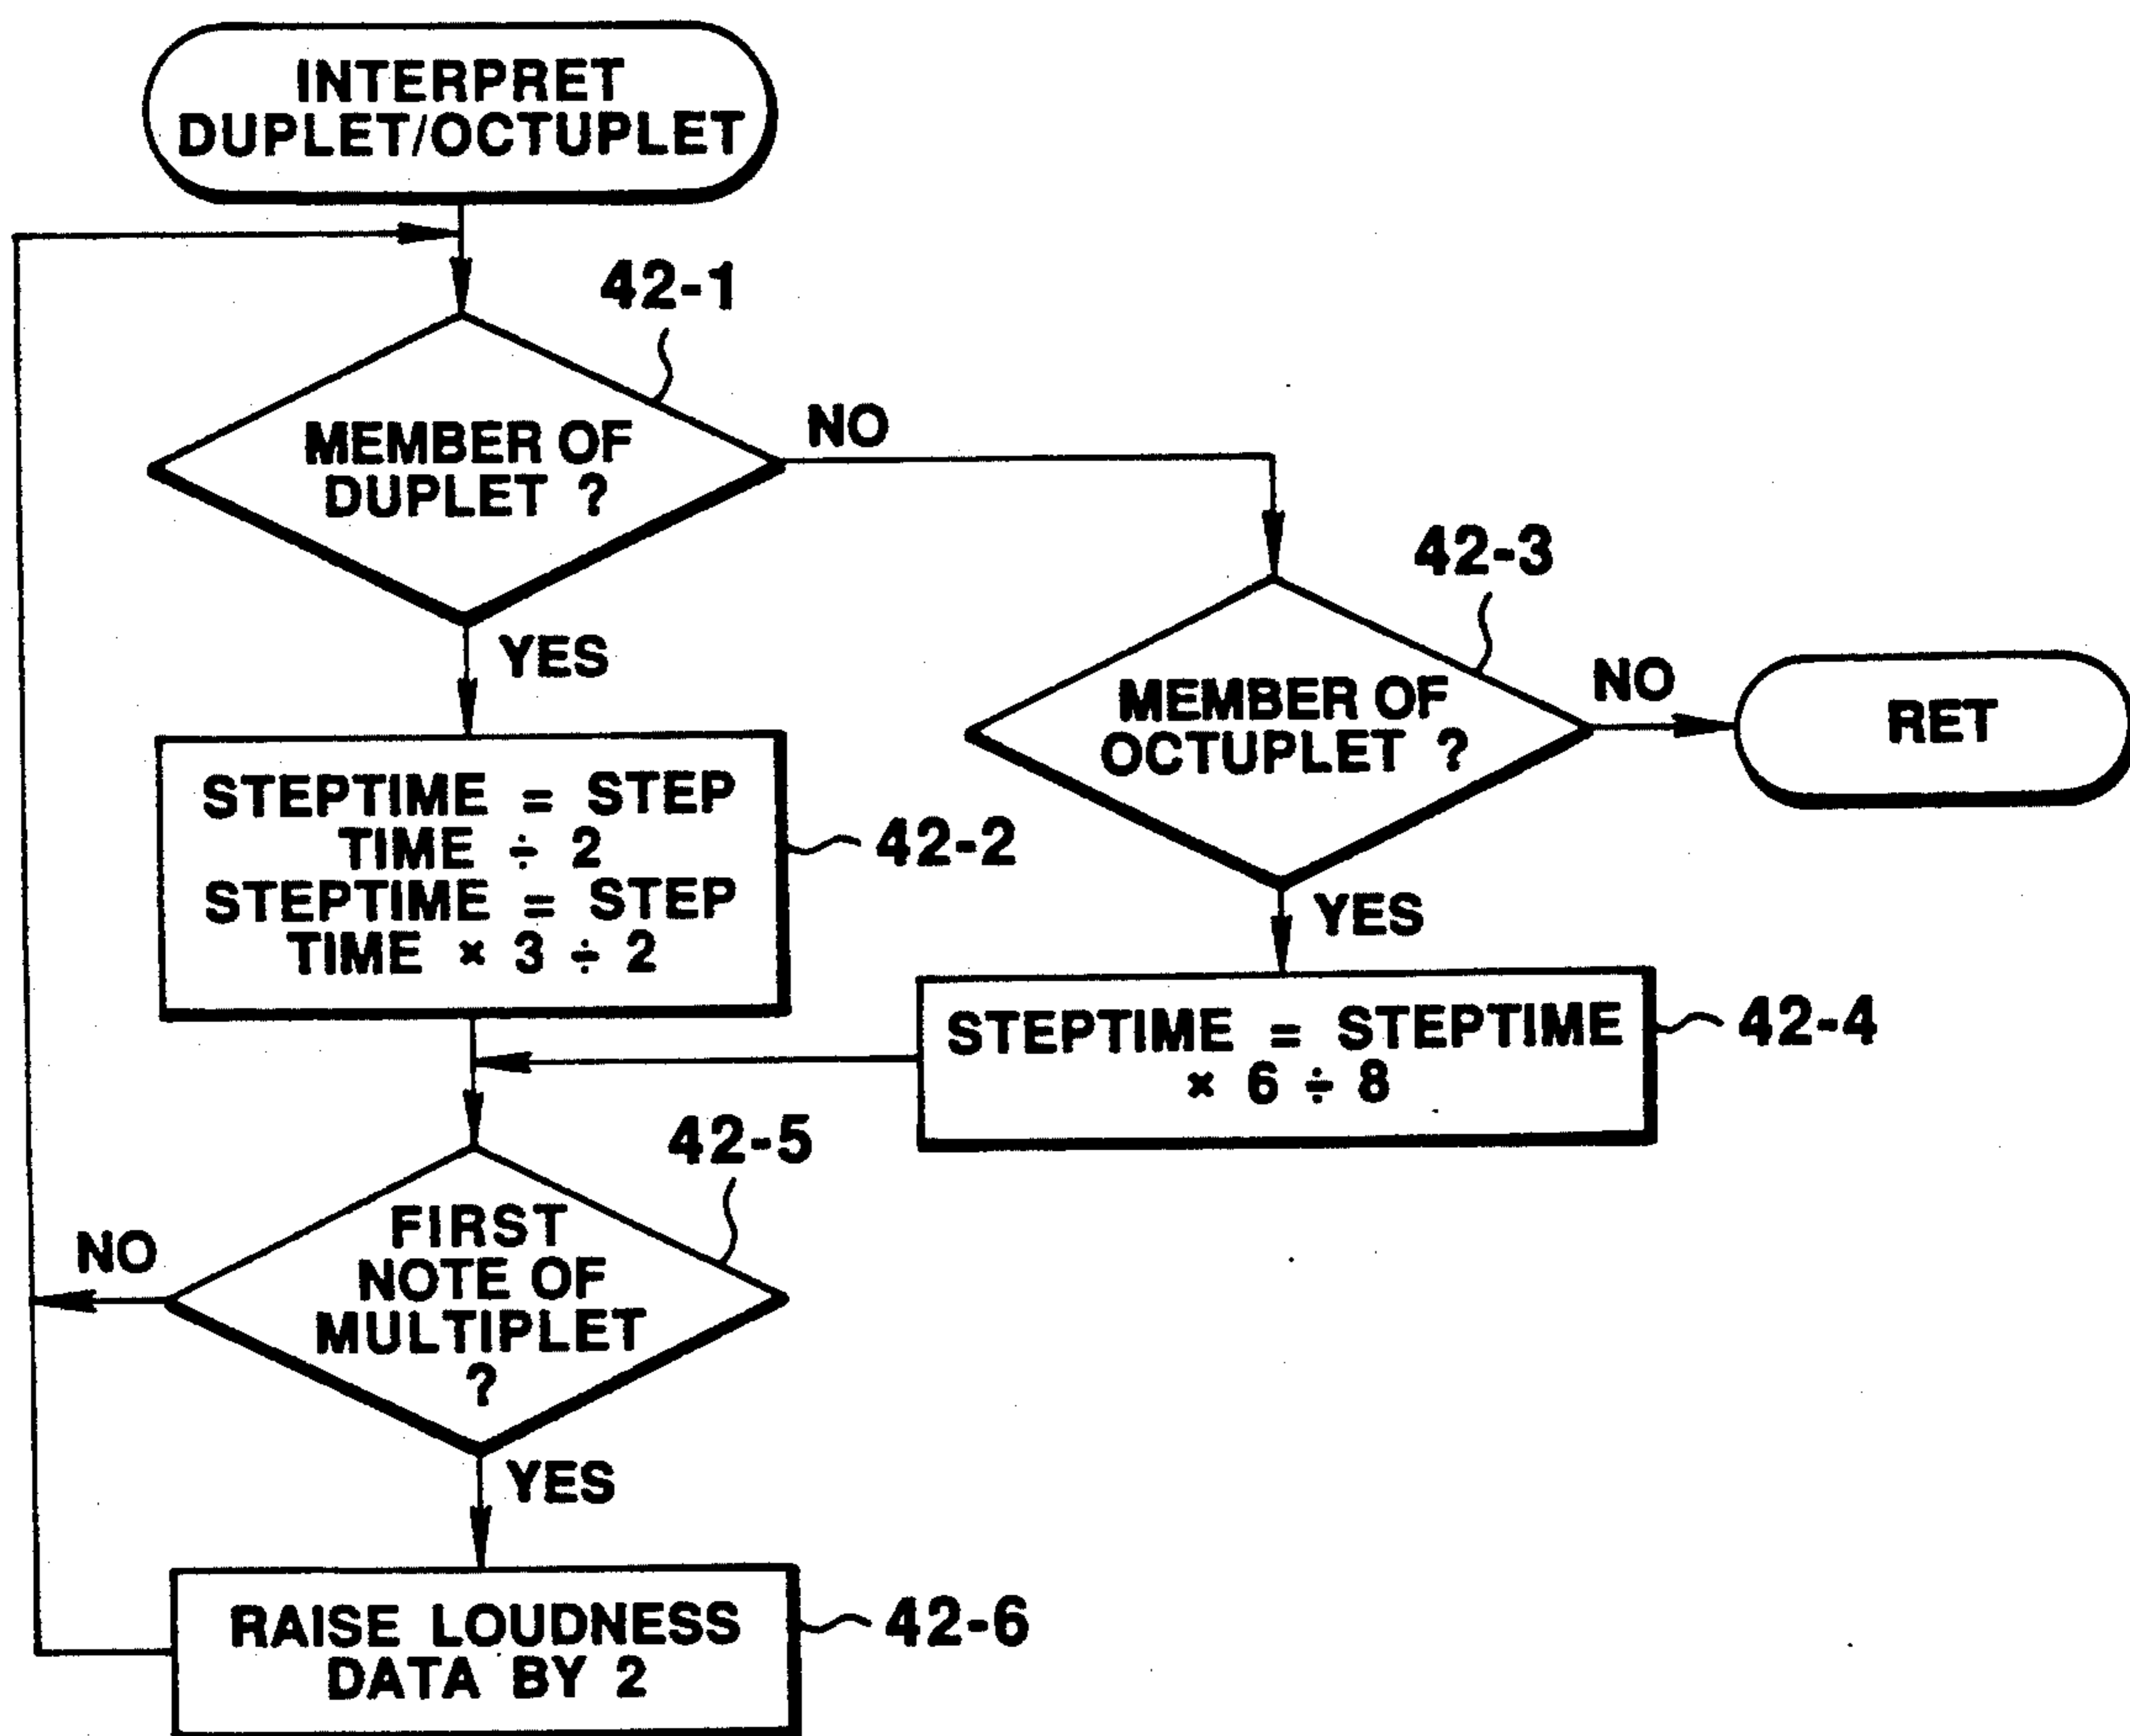 INTERPRET
DUPLET/OCTUPLET
42-1
MEMBER OF
DUPLET ?
NO
YES
42-3
MEMBER OF
OCTUPLET ?
NO
RET
YES
STEPTIME = STEP
TIME ÷ 2
STEPTIME = STEP
TIME × 3 ÷ 2
42-2
STEPTIME = STEPTIME
× 6 ÷ 8
42-4
42-5
FIRST
NOTE OF
MULTIPLET
?
NO
YES
RAISE LOUDNESS
DATA BY 2
42-6